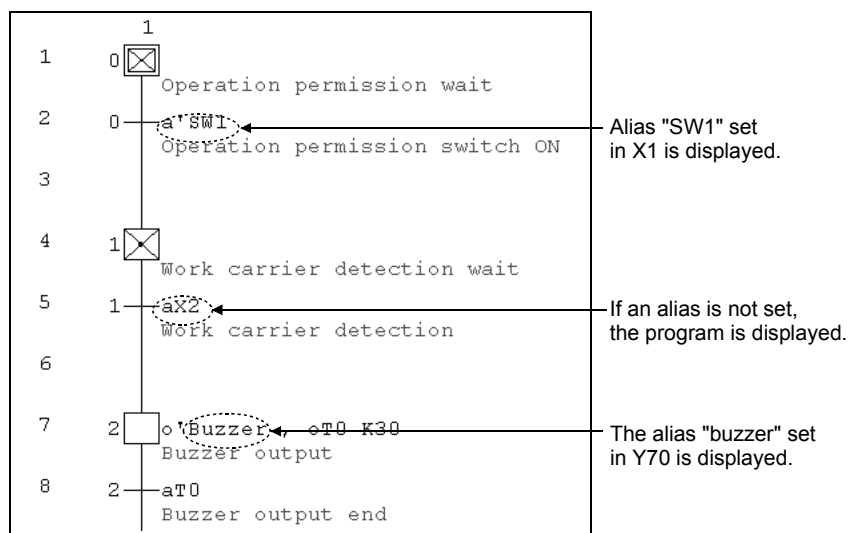 1
1 0
Operation permission wait
2 0 a'SW1
Operation permission switch ON
Alias "SW1" set
in X1 is displayed.
3
4 1
Work carrier detection wait
5 1 aX2
Work carrier detection
If an alias is not set,
the program is displayed.
6
7 2 o'Buzzer , oT0 K30
Buzzer output
The alias "buzzer" set
in Y70 is displayed.
8 2 aT0
Buzzer output end